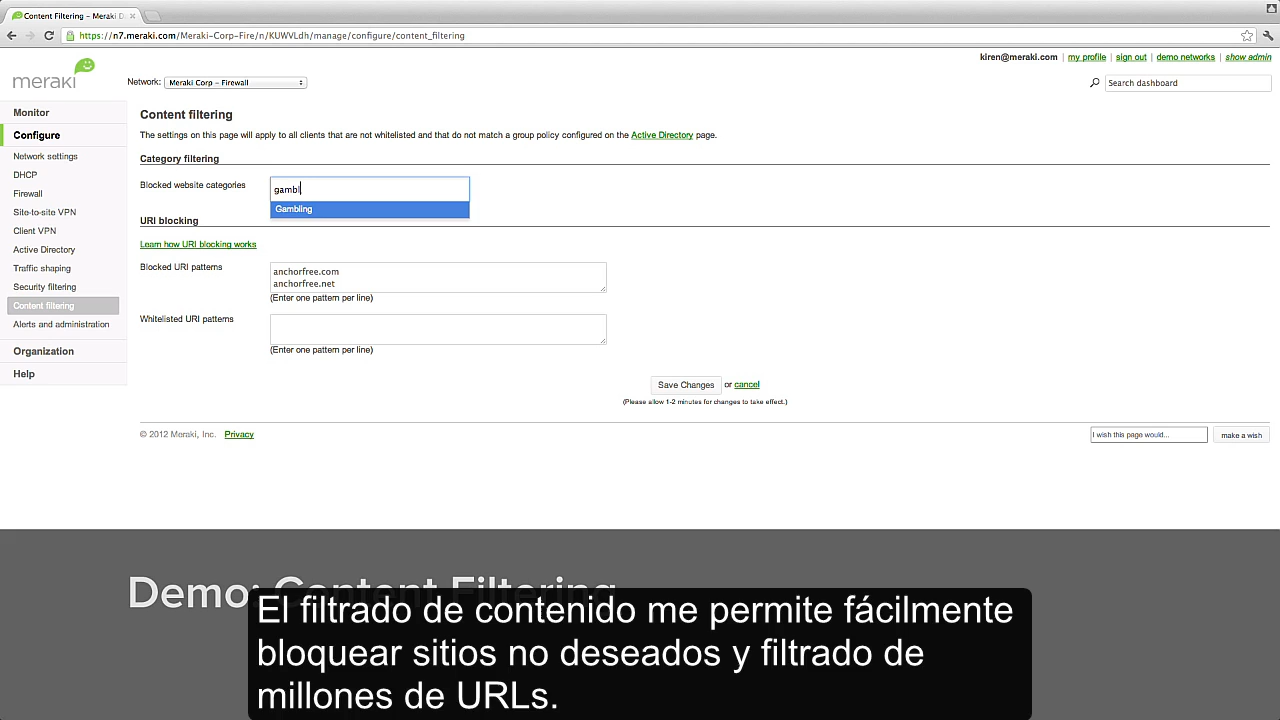 Content Filtering – Meraki D
https://n7.meraki.com/Meraki-Corp-Fire/n/KUWVLdh/manage/configure/content_filtering
kiren@meraki.com | my profile | sign out | demo networks | show admin
meraki
Network: Meraki Corp – Firewall
Search dashboard
Monitor
Configure
Network settings
DHCP
Firewall
Site-to-site VPN
Client VPN
Active Directory
Traffic shaping
Security filtering
Content filtering
Alerts and administration
Organization
Help
Content filtering
The settings on this page will apply to all clients that are not whitelisted and that do not match a group policy configured on the Active Directory page.
Category filtering
Blocked website categories
gambl
Gambling
URI blocking
Learn how URI blocking works
Blocked URI patterns
anchorfree.com
anchorfree.net
(Enter one pattern per line)
Whitelisted URI patterns
(Enter one pattern per line)
Save Changes or cancel
(Please allow 1-2 minutes for changes to take effect.)
© 2012 Meraki, Inc. Privacy
I wish this page would...
make a wish
Demo: Content Filtering
El filtrado de contenido me permite fácilmente
bloquear sitios no deseados y filtrado de
millones de URLs.